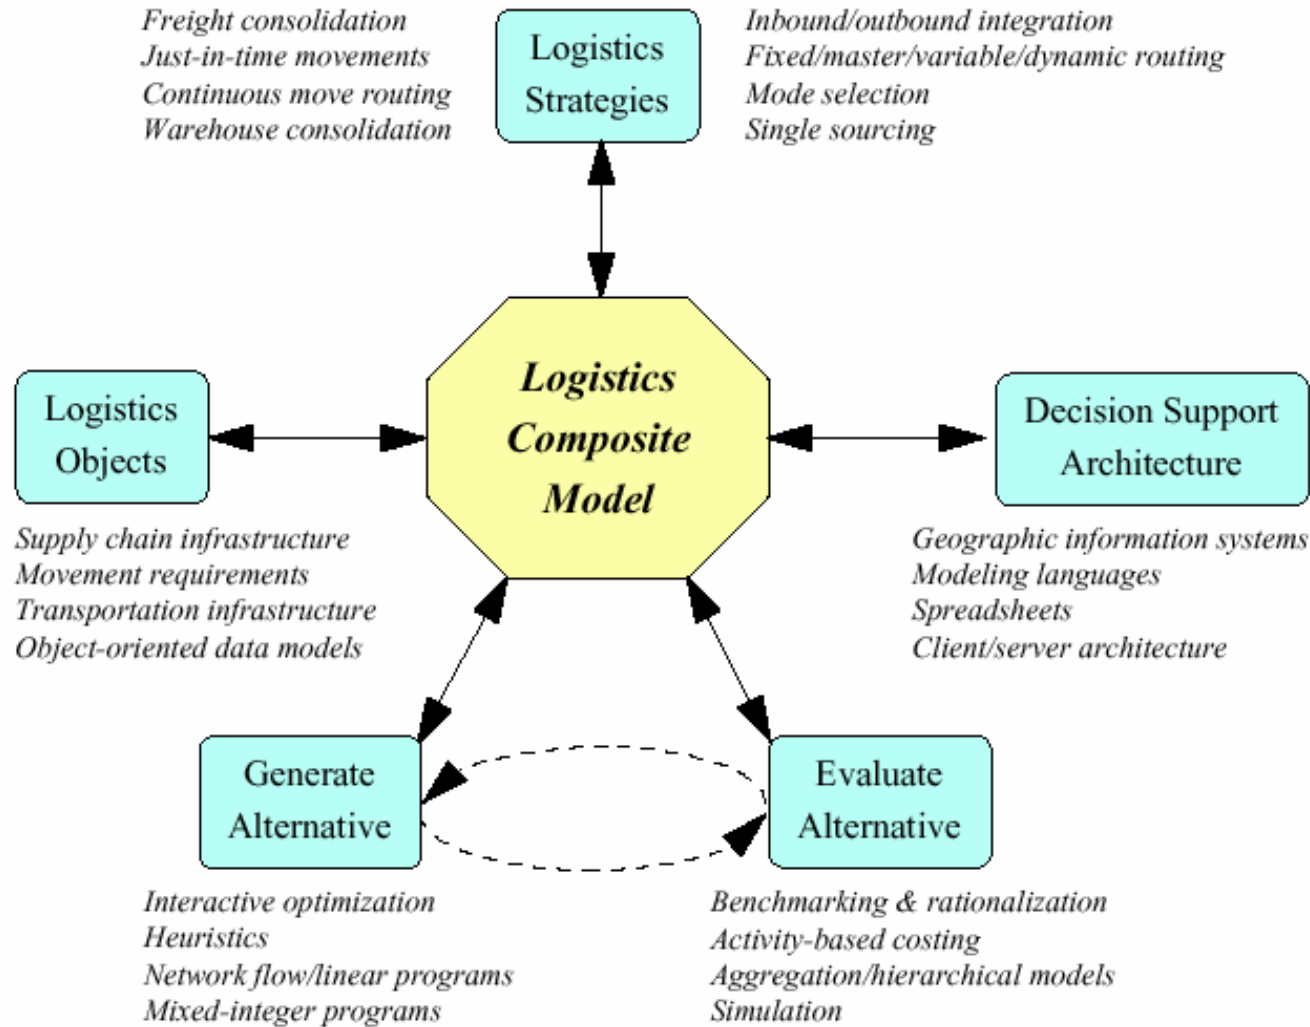 Freight consolidation
Just-in-time movements
Continuous move routing
Warehouse consolidation
Logistics
Strategies
Inbound/outbound integration
Fixed/master/variable/dynamic routing
Mode selection
Single sourcing
Logistics
Composite
Model
Logistics
Objects
Supply chain infrastructure
Movement requirements
Transportation infrastructure
Object-oriented data models
Decision Support
Architecture
Geographic information systems
Modeling languages
Spreadsheets
Client/server architecture
Generate
Alternative
Interactive optimization
Heuristics
Network flow/linear programs
Mixed-integer programs
Evaluate
Alternative
Benchmarking & rationalization
Activity-based costing
Aggregation/hierarchical models
Simulation